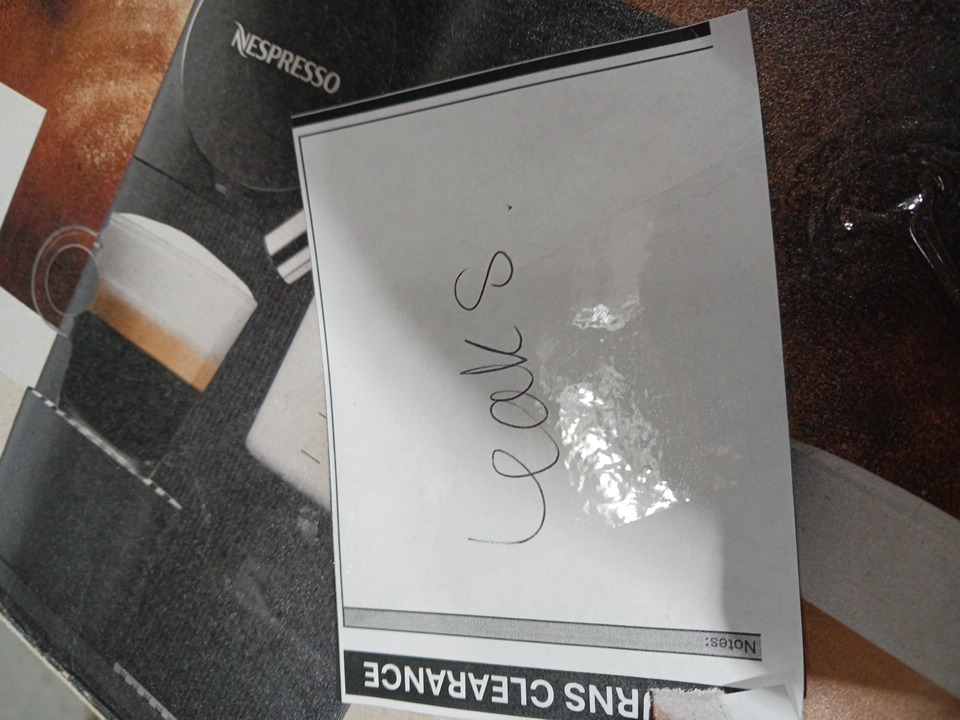 NESPRESSO
RNS CLEARANCE
Notes:
Leaks.